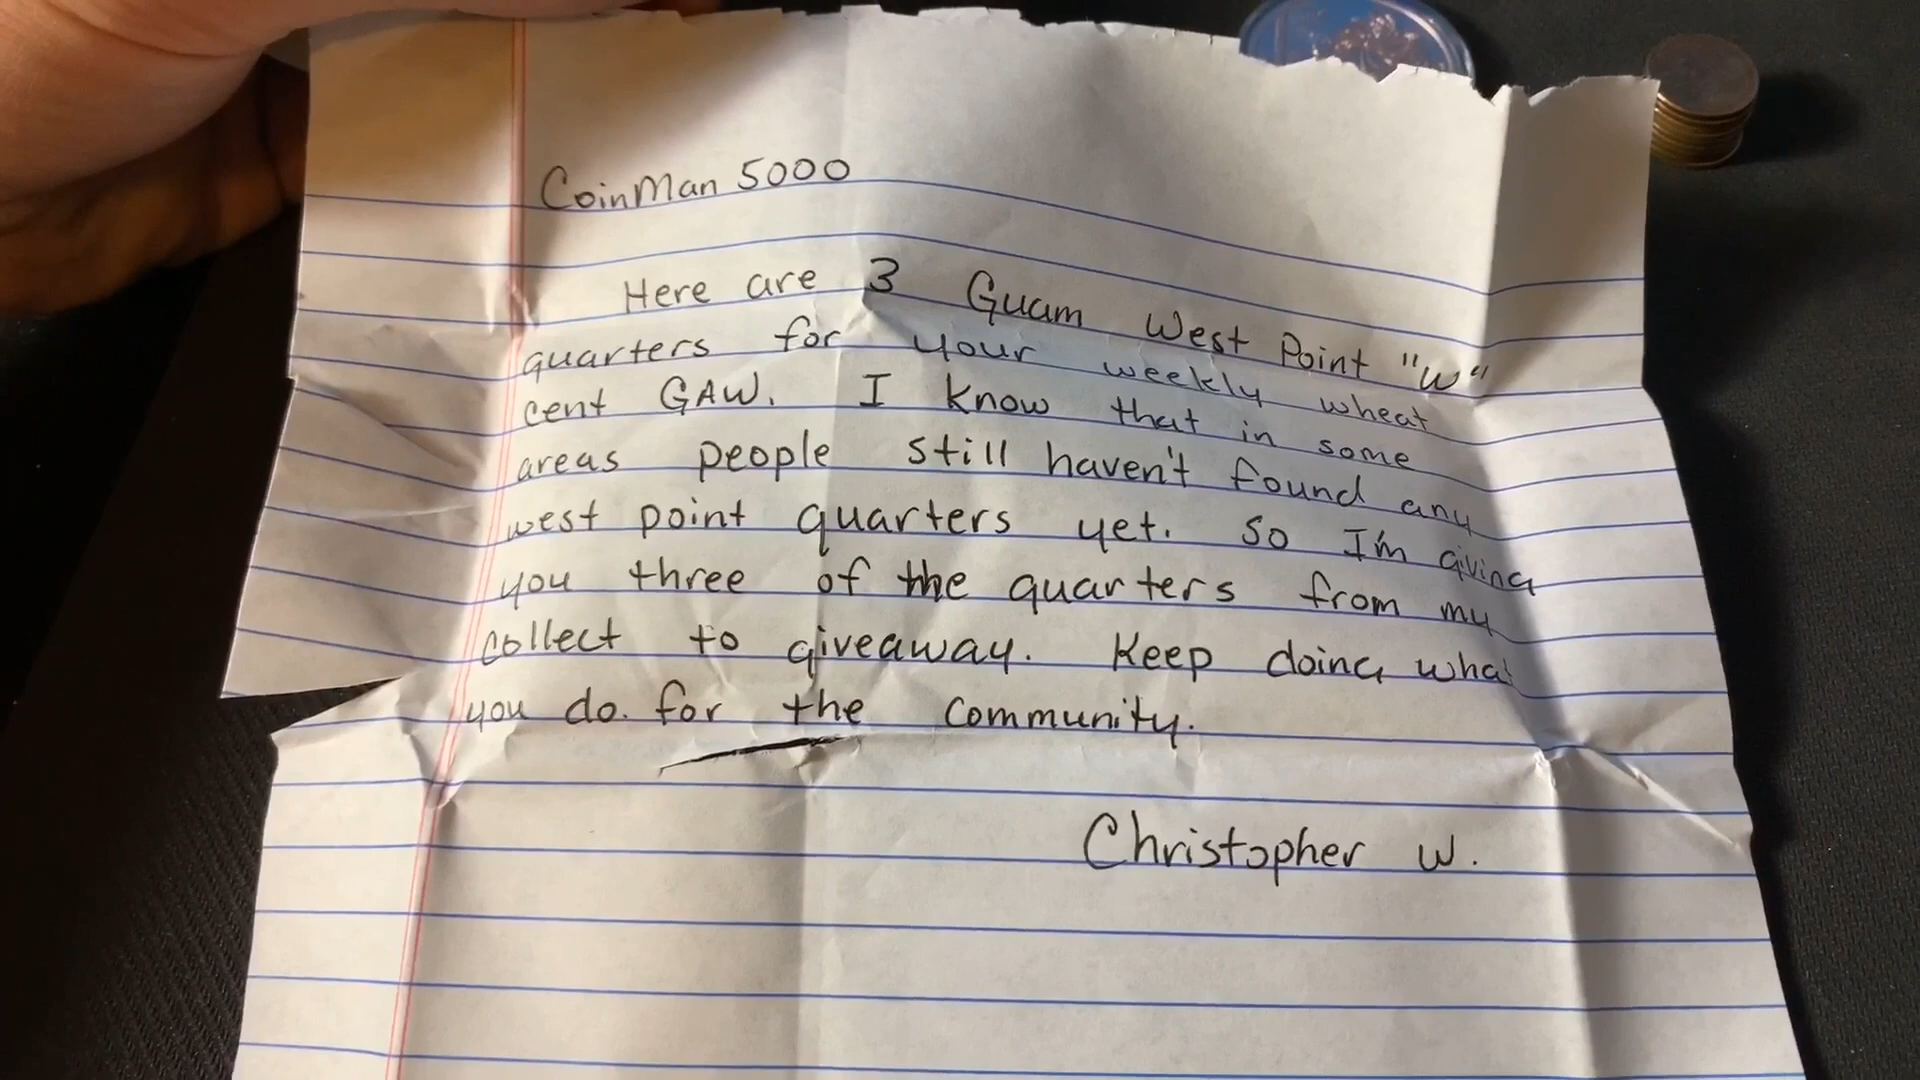 CoinMan 5000
Here are 3 Guam West Point "W"
quarters for your weekly wheat
cent GAW. I know that in some
areas people still haven't found any
west point quarters yet. So I'm giving
you three of the quarters from my
collect to giveaway. Keep doing what
you do. for the community.
Christopher W.